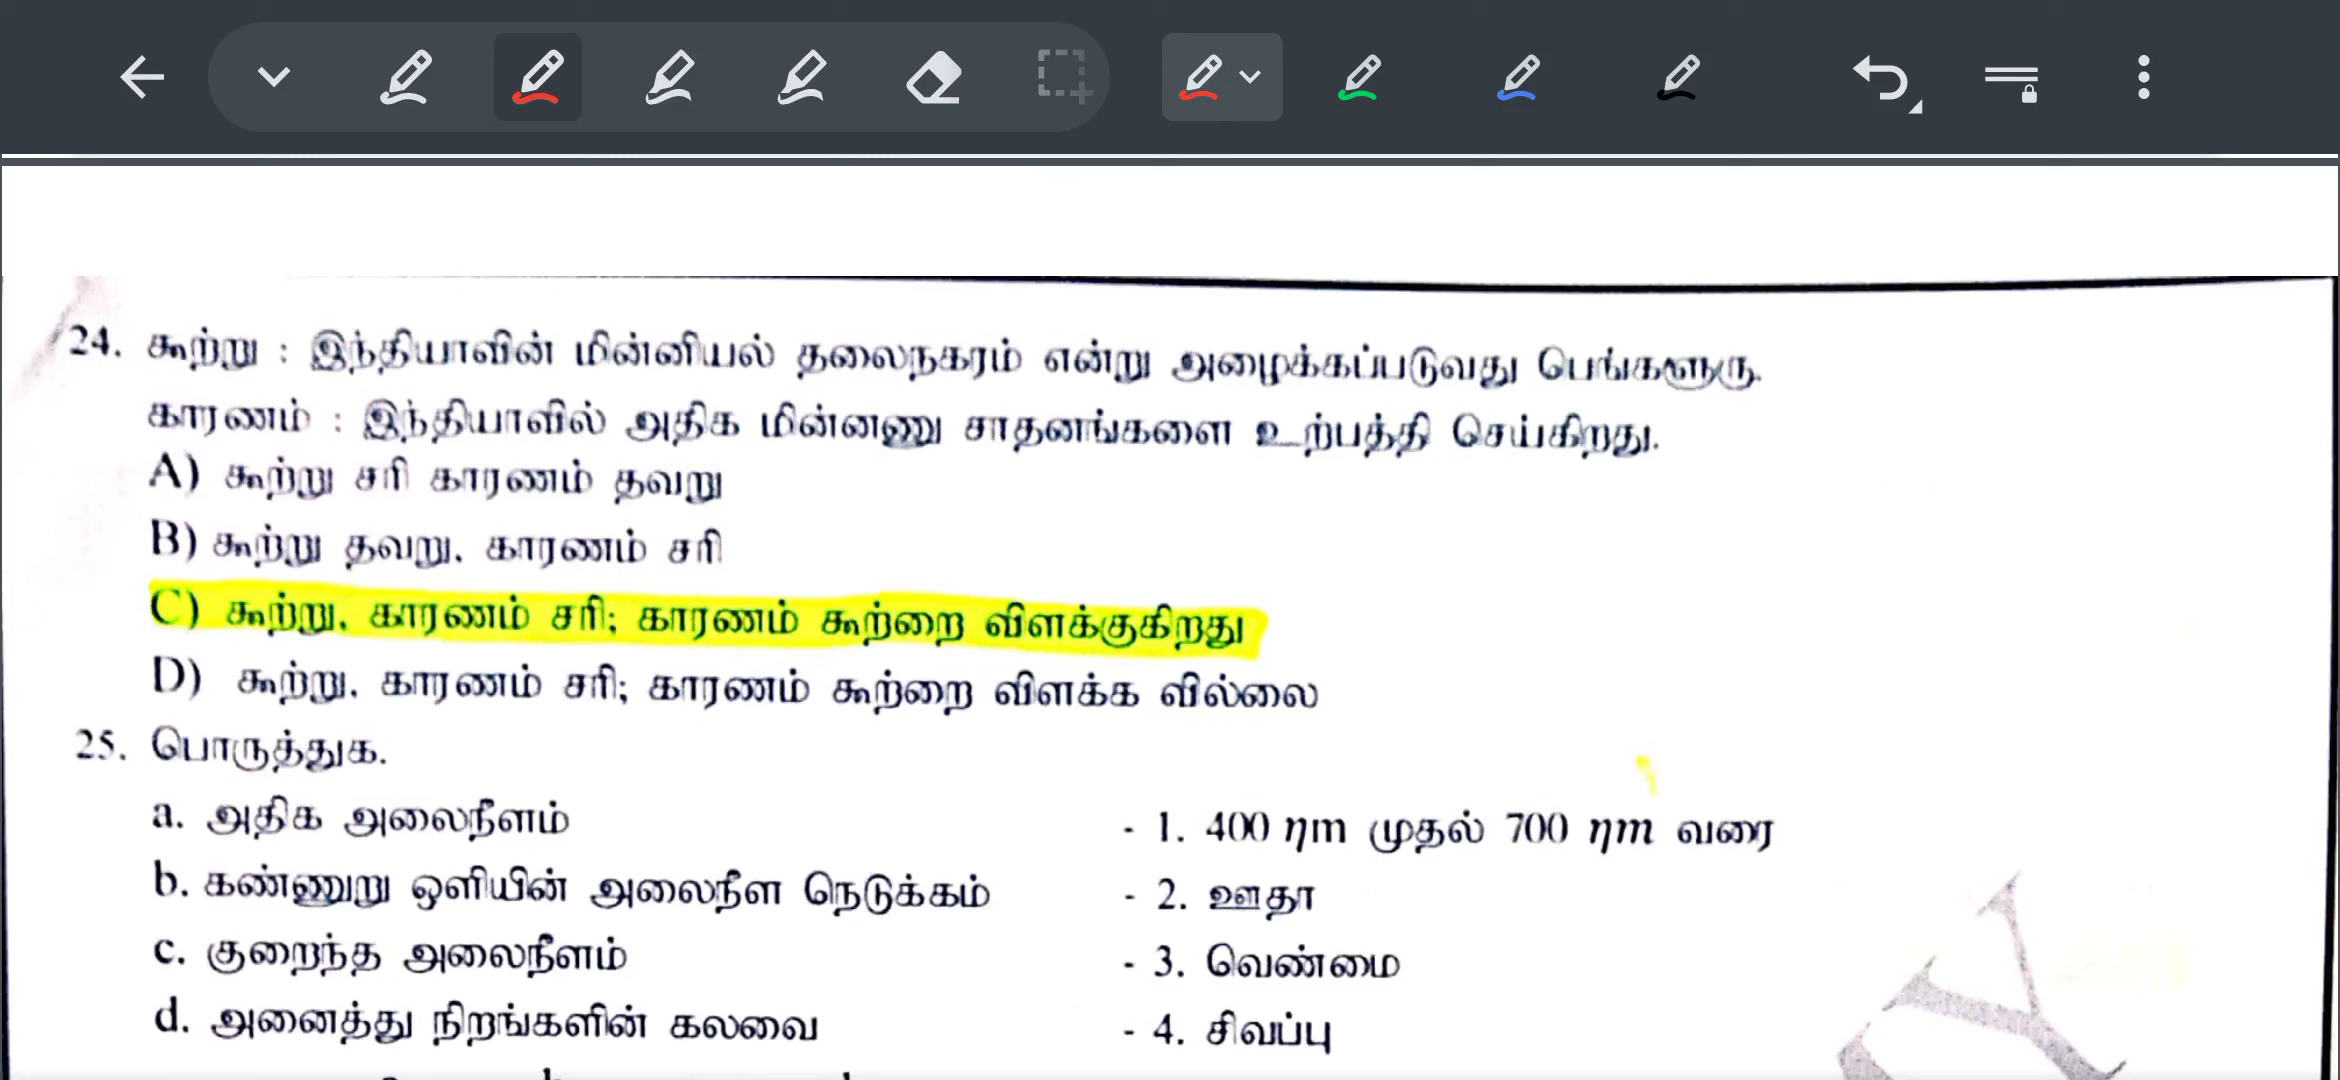 24. கூற்று : இந்தியாவின் மின்னியல் தலைநகரம் என்று அழைக்கப்படுவது பெங்களூரு.
காரணம் : இந்தியாவில் அதிக மின்னணு சாதனங்களை உற்பத்தி செய்கிறது.
A) கூற்று சரி காரணம் தவறு
B) கூற்று தவறு. காரணம் சரி
C) கூற்று. காரணம் சரி; காரணம் கூற்றை விளக்குகிறது
D) கூற்று. காரணம் சரி; காரணம் கூற்றை விளக்க வில்லை
25. பொருத்துக.
a. அதிக அலைநீளம் - 1. 400 ηm முதல் 700 ηm வரை
b. கண்ணுறு ஒளியின் அலைநீள நெடுக்கம் - 2. ஊதா
c. குறைந்த அலைநீளம் - 3. வெண்மை
d. அனைத்து நிறங்களின் கலவை - 4. சிவப்பு
Y